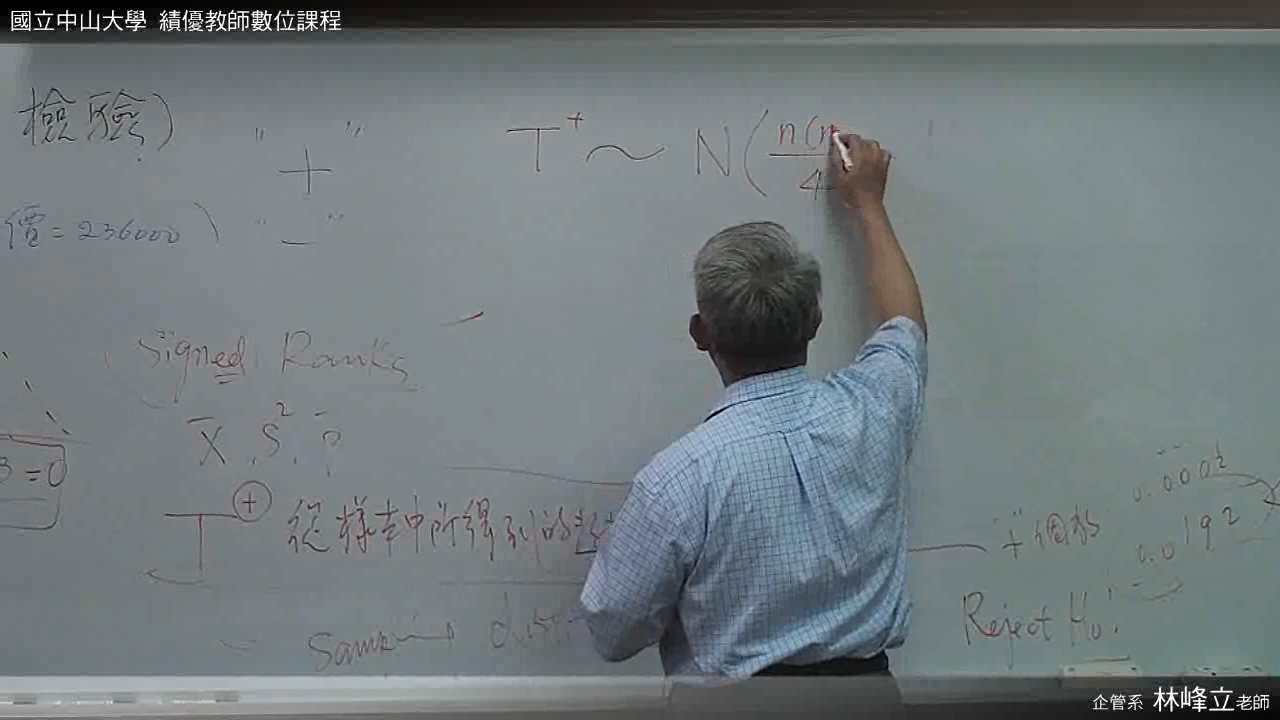 國立中山大學 績優教師數位課程
檢驗)
"+"
T⁺ ~ N(n(n
4
價=236000) "-"
Signed Ranks
X̄, S², p̄
3=0
T⊕ 從樣本中所得到的
"+"個數
0.0002
0.0192
Reject H₀.
企管系 林峰立老師